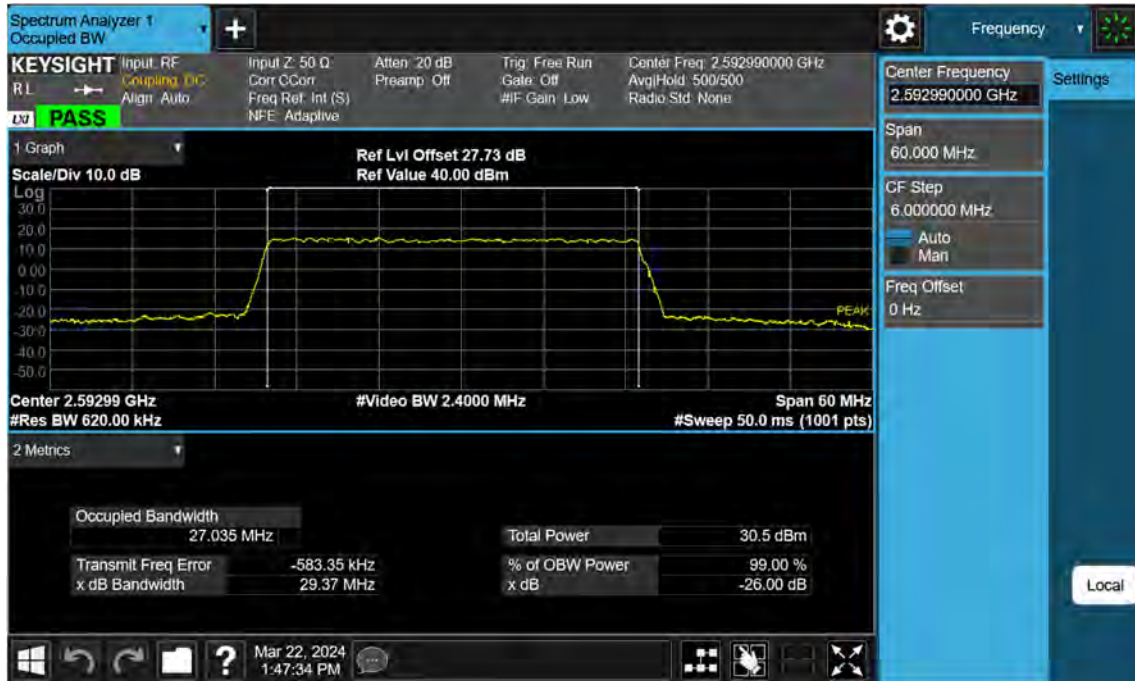 Spectrum Analyzer 1
Occupied BW
+
Frequency
KEYSIGHT
Input: RF
Coupling: DC
Align: Auto
RL
LXI
PASS
Input Z: 50 Ω
Corr CCorr
Freq Ref: Int (S)
NFE: Adaptive
Atten: 20 dB
Preamp: Off
Trig: Free Run
Gate: Off
#IF Gain: Low
Center Freq: 2.592990000 GHz
Avg|Hold: 500/500
Radio Std: None
Center Frequency
2.592990000 GHz
Settings
Span
60.000 MHz
CF Step
6.000000 MHz
Auto
Man
Freq Offset
0 Hz
1 Graph
Scale/Div 10.0 dB
Ref Lvl Offset 27.73 dB
Ref Value 40.00 dBm
Log
30.0
20.0
10.0
0.00
-10.0
-20.0
-30.0
-40.0
-50.0
PEAK
Center 2.59299 GHz
#Video BW 2.4000 MHz
Span 60 MHz
#Res BW 620.00 kHz
#Sweep 50.0 ms (1001 pts)
2 Metrics
Occupied Bandwidth
27.035 MHz
Total Power 30.5 dBm
Transmit Freq Error -583.35 kHz
% of OBW Power 99.00 %
x dB Bandwidth 29.37 MHz
x dB -26.00 dB
Local
?
Mar 22, 2024
1:47:34 PM